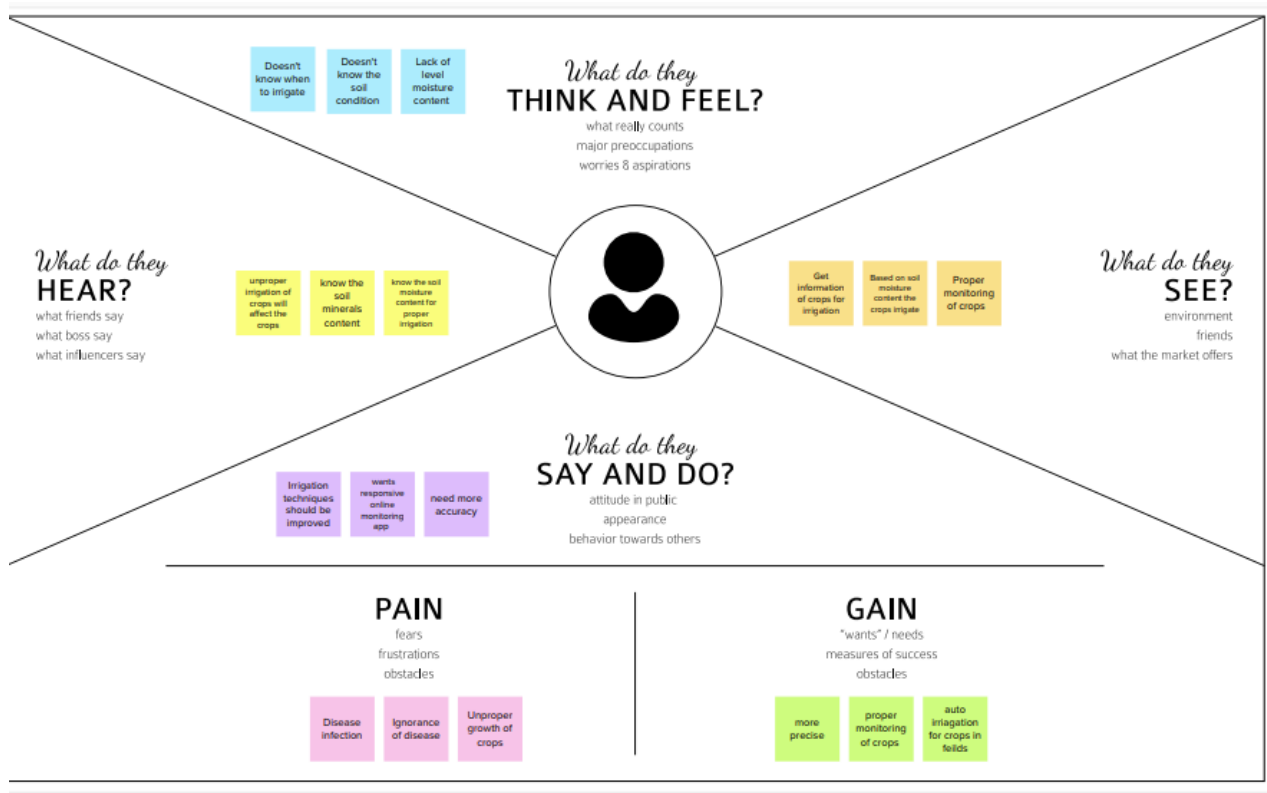 Doesn't
know when
to irrigate
Doesn't
know the
soil
condition
Lack of
level
moisture
content
What do they
THINK AND FEEL?
what really counts
major preoccupations
worries & aspirations
What do they
HEAR?
what friends say
what boss say
what influencers say
unproper
irrigation of
crops will
affect the
crops
know the
soil
minerals
content
know the soil
moisture
content for
proper
irrigation
Get
information
of crops for
irrigation
Based on soil
moisture
content the
crops irrigate
Proper
monitoring
of crops
What do they
SEE?
environment
friends
what the market offers
What do they
SAY AND DO?
attitude in public
appearance
behavior towards others
Irrigation
techniques
should be
improved
wants
responsive
online
monitoring
app
need more
accuracy
PAIN
fears
frustrations
obstacles
Disease
infection
Ignorance
of disease
Unproper
growth of
crops
GAIN
"wants" / needs
measures of success
obstacles
more
precise
proper
monitoring
of crops
auto
irriagation
for crops in
feilds